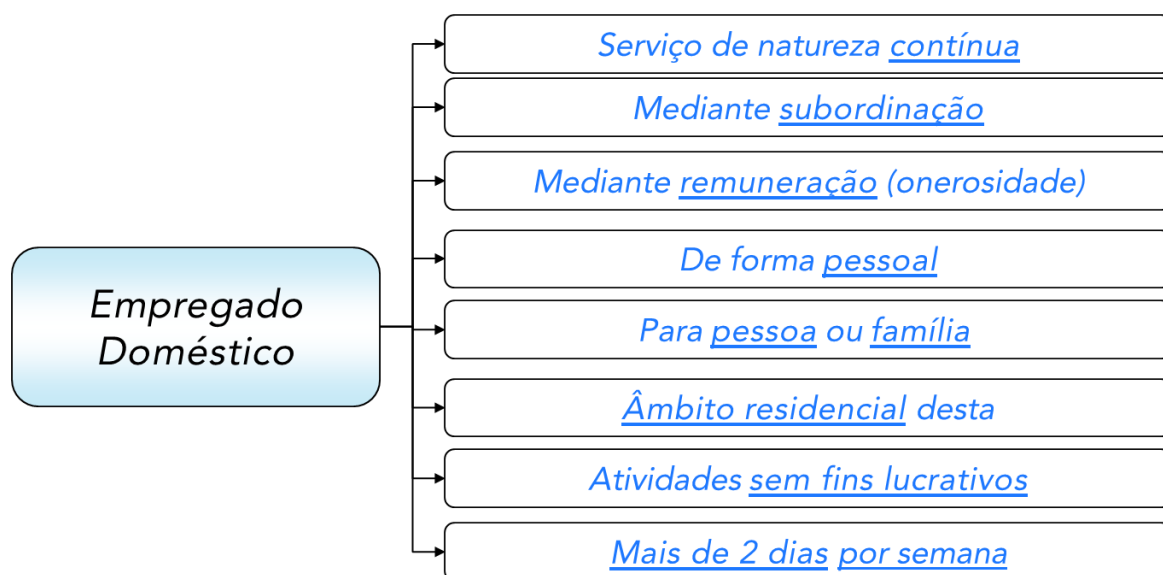 Empregado
Doméstico
Serviço de natureza contínua
Mediante subordinação
Mediante remuneração (onerosidade)
De forma pessoal
Para pessoa ou família
Âmbito residencial desta
Atividades sem fins lucrativos
Mais de 2 dias por semana